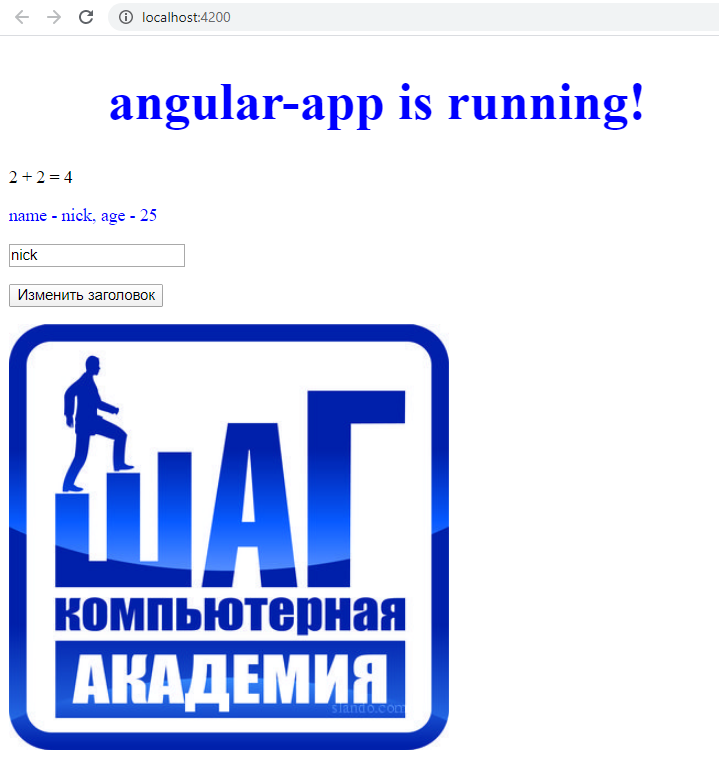 localhost:4200
angular-app is running!
2 + 2 = 4
name - nick, age - 25
nick
Изменить заголовок
ШАГ
компьютерная
АКАДЕМИЯ
slando.com